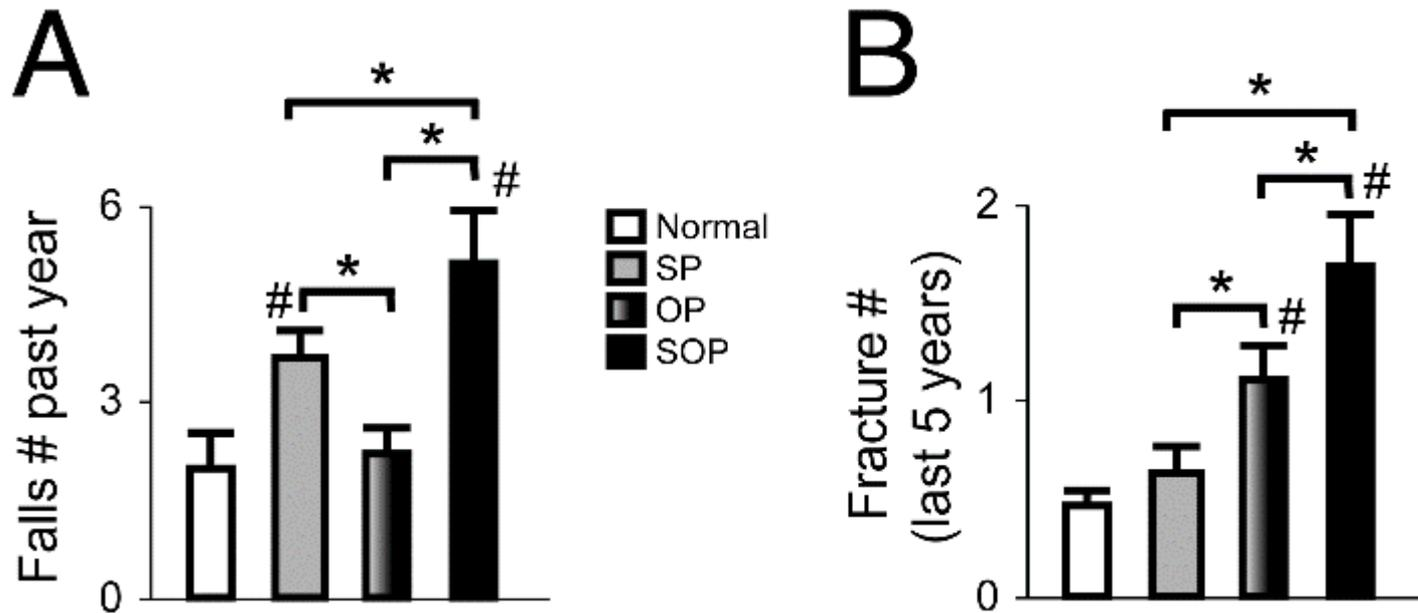 A
B
*
*
#
*
#
6
3
0
Falls # past year
Normal
SP
OP
SOP
*
*
#
*
#
2
1
0
Fracture #
(last 5 years)